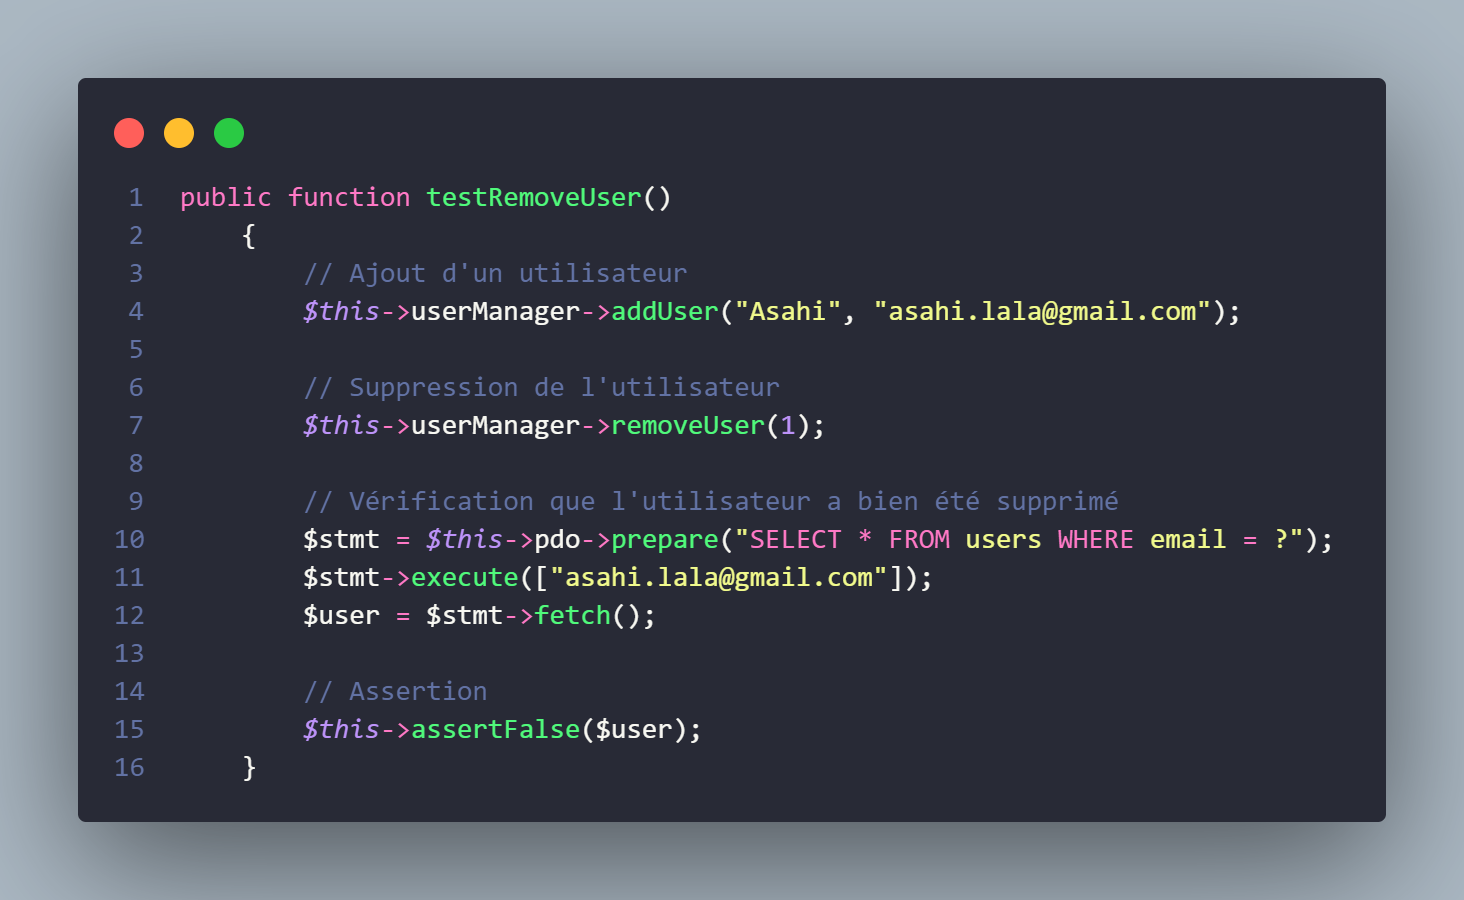 1 public function testRemoveUser()
2 {
3 // Ajout d'un utilisateur
4 $this->userManager->addUser("Asahi", "asahi.lala@gmail.com");
5
6 // Suppression de l'utilisateur
7 $this->userManager->removeUser(1);
8
9 // Vérification que l'utilisateur a bien été supprimé
10 $stmt = $this->pdo->prepare("SELECT * FROM users WHERE email = ?");
11 $stmt->execute(["asahi.lala@gmail.com"]);
12 $user = $stmt->fetch();
13
14 // Assertion
15 $this->assertFalse($user);
16 }